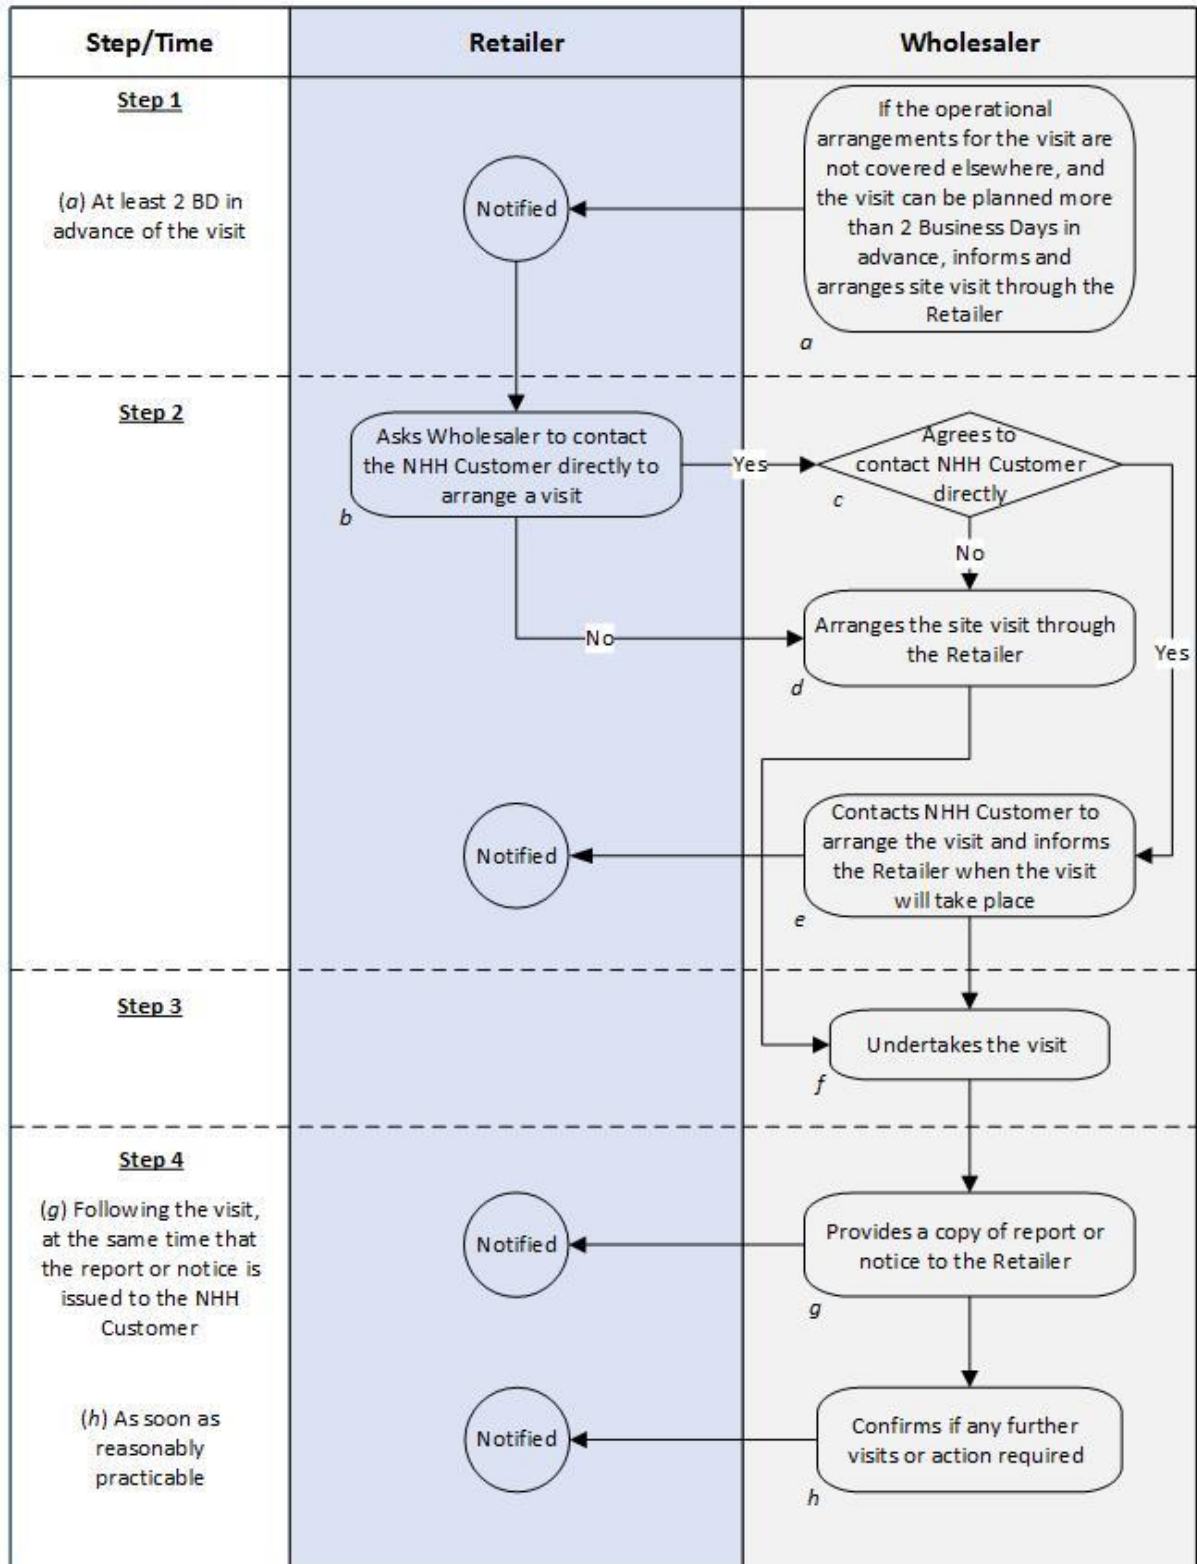 Step/Time
Retailer
Wholesaler
Step 1
(a) At least 2 BD in
advance of the visit
Notified
If the operational
arrangements for the visit are
not covered elsewhere, and
the visit can be planned more
than 2 Business Days in
advance, informs and
arranges site visit through the
Retailer
a
Step 2
Asks Wholesaler to contact
the NHH Customer directly to
arrange a visit
b
Yes
Agrees to
contact NHH Customer
directly
c
No
No
Arranges the site visit through
the Retailer
d
Yes
Notified
Contacts NHH Customer to
arrange the visit and informs
the Retailer when the visit
will take place
e
Step 3
Undertakes the visit
f
Step 4
(g) Following the visit,
at the same time that
the report or notice is
issued to the NHH
Customer
Notified
Provides a copy of report or
notice to the Retailer
g
(h) As soon as
reasonably
practicable
Notified
Confirms if any further
visits or action required
h